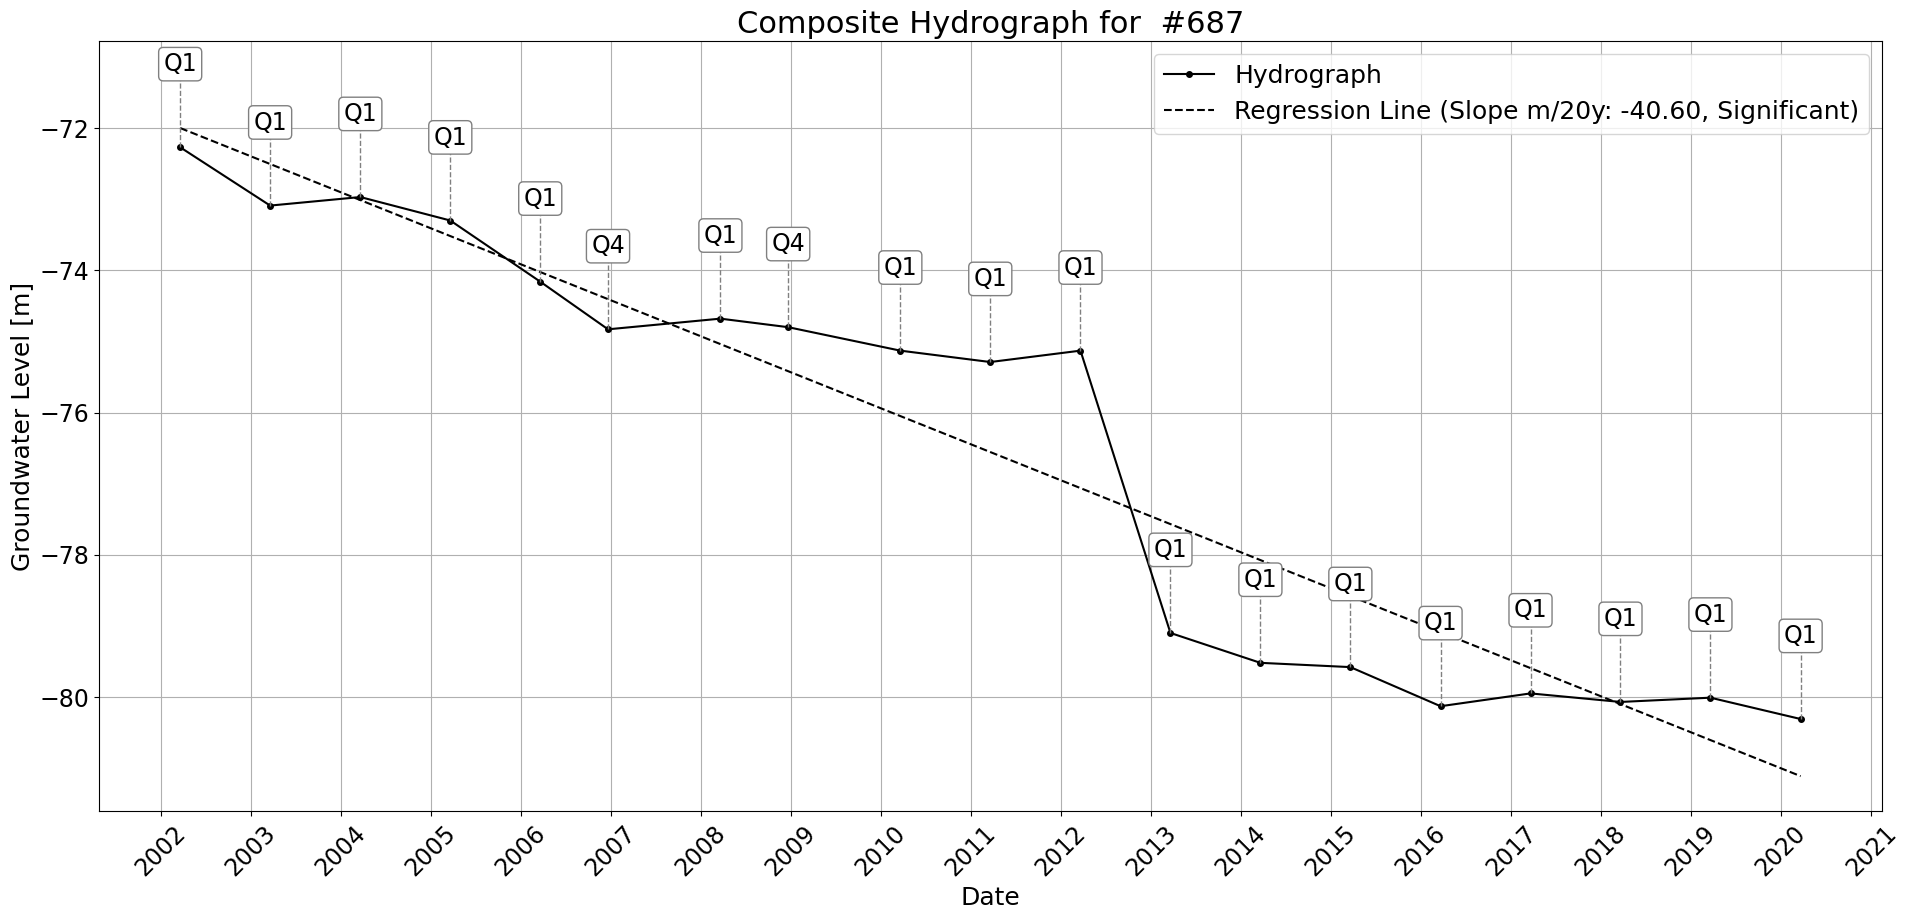 Composite Hydrograph for  #687
Hydrograph
Regression Line (Slope m/20y: -40.60, Significant)
Groundwater Level [m]
−72
−74
−76
−78
−80
Q1
Q1
Q1
Q1
Q1
Q4
Q1
Q4
Q1
Q1
Q1
Q1
Q1
Q1
Q1
Q1
Q1
Q1
Q1
2002
2003
2004
2005
2006
2007
2008
2009
2010
2011
2012
2013
2014
2015
2016
2017
2018
2019
2020
2021
Date